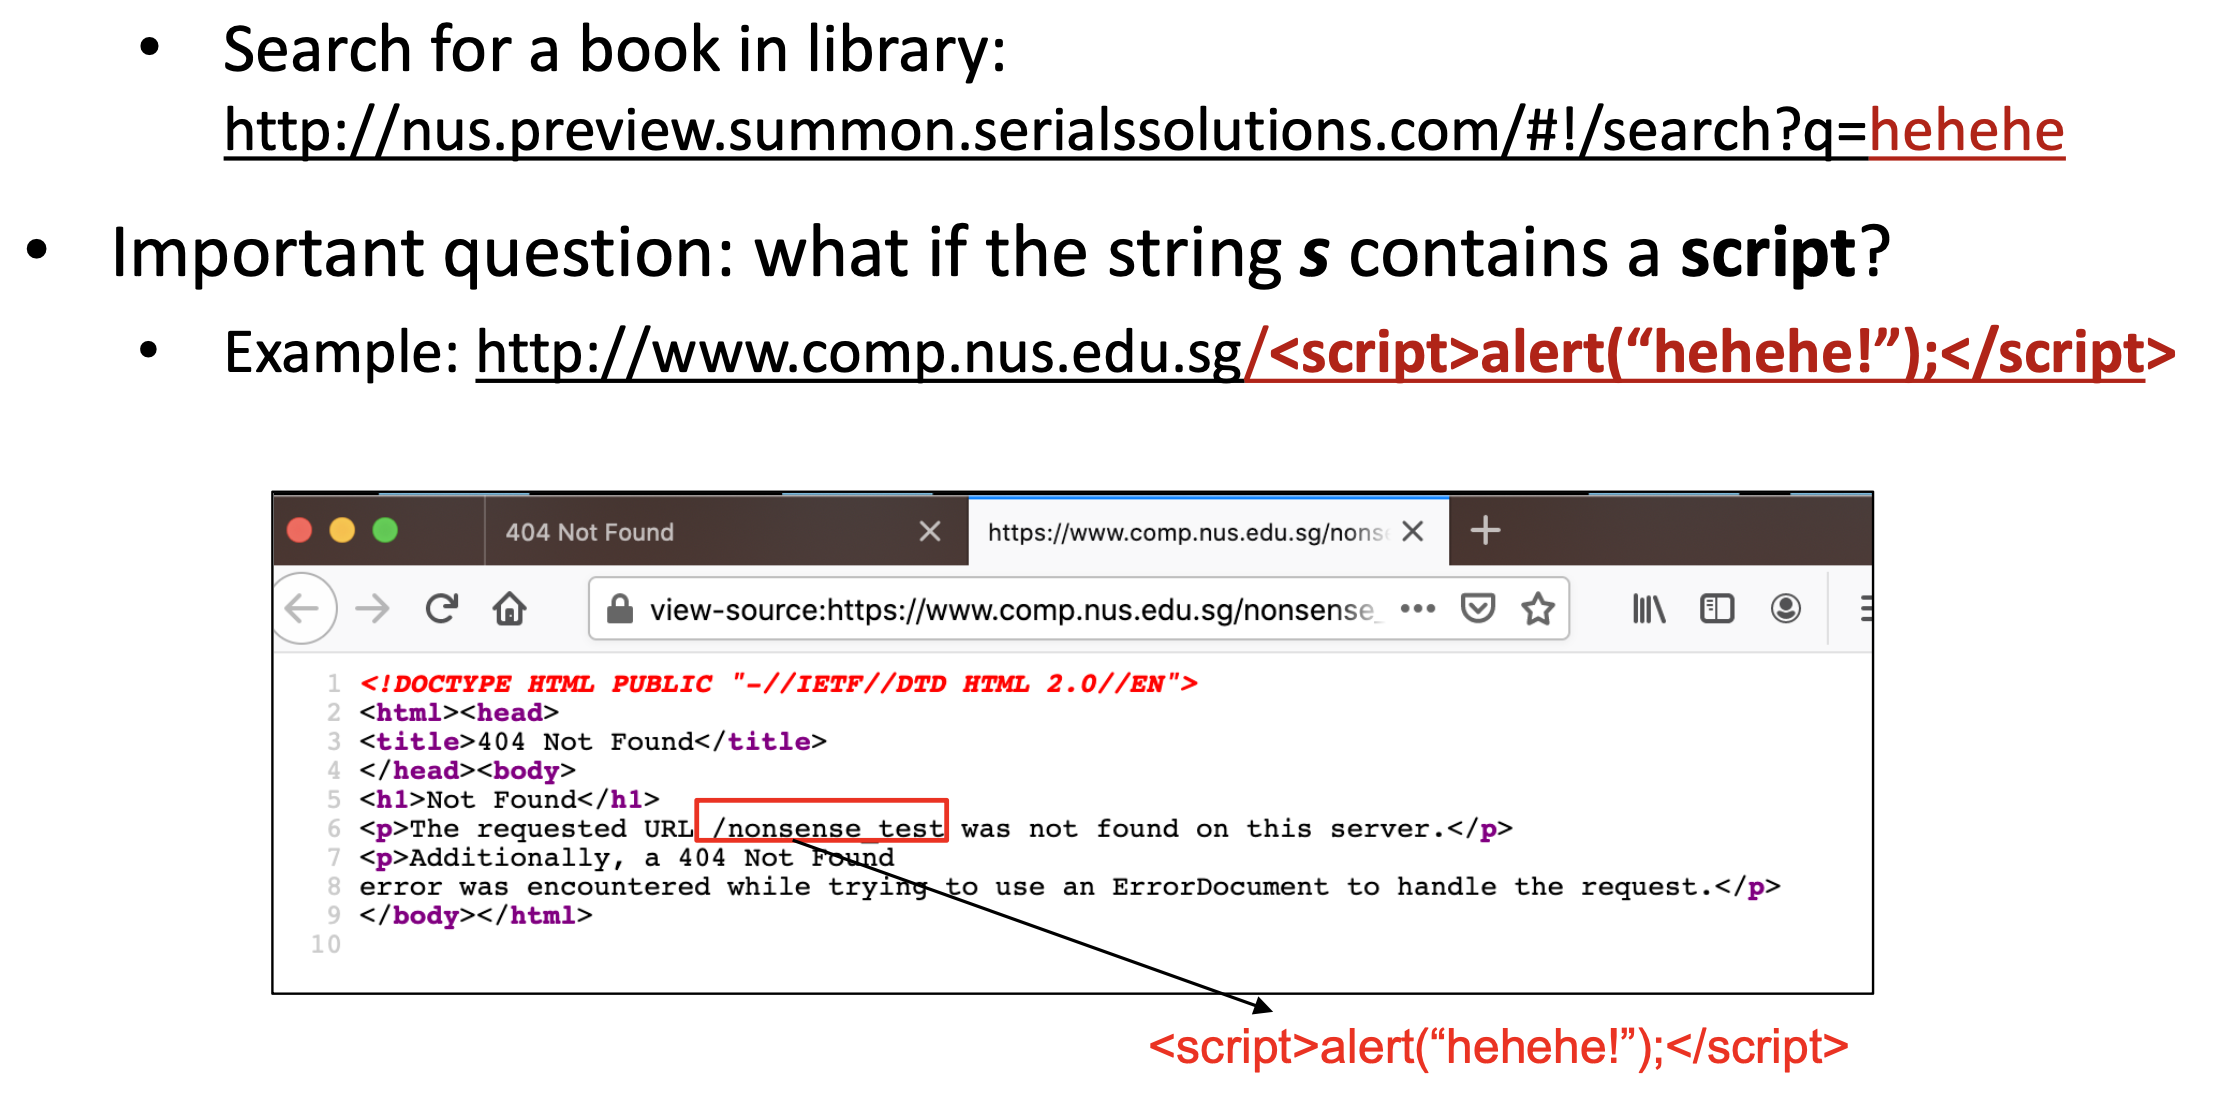 • Search for a book in library:
http://nus.preview.summon.serialssolutions.com/#!/search?q=hehehe
• Important question: what if the string s contains a script?
• Example: http://www.comp.nus.edu.sg/<script>alert(“hehehe!”);</script>
404 Not Found
https://www.comp.nus.edu.sg/nons
view-source:https://www.comp.nus.edu.sg/nonsense_
1 <!DOCTYPE HTML PUBLIC "-//IETF//DTD HTML 2.0//EN">
2 <html><head>
3 <title>404 Not Found</title>
4 </head><body>
5 <h1>Not Found</h1>
6 <p>The requested URL /nonsense_test was not found on this server.</p>
7 <p>Additionally, a 404 Not Found
8 error was encountered while trying to use an ErrorDocument to handle the request.</p>
9 </body></html>
10
<script>alert(“hehehe!”);</script>